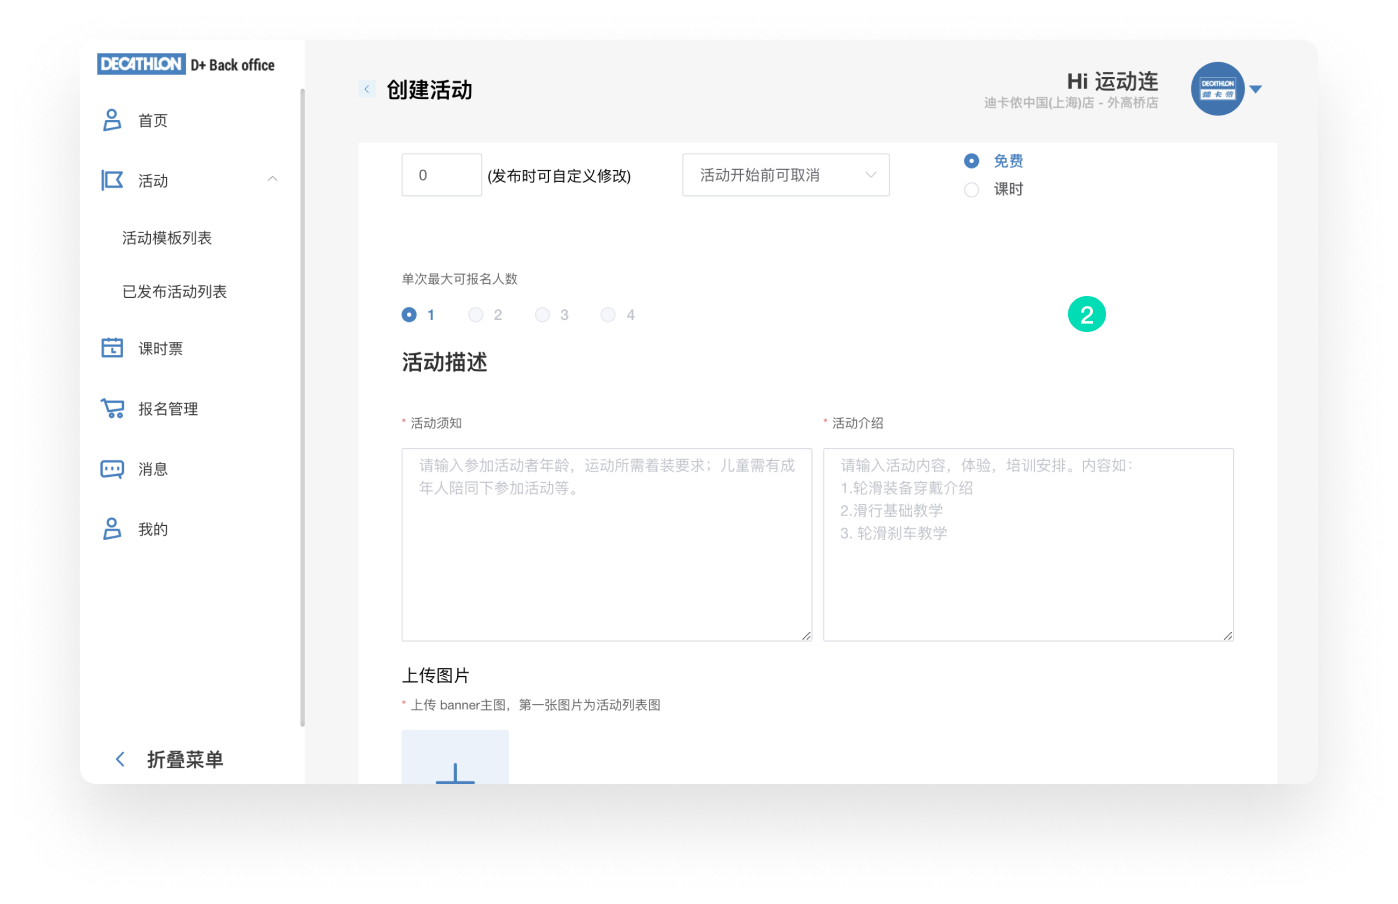 DECATHLON D+ Back office
首页
活动
活动模板列表
已发布活动列表
课时票
报名管理
消息
我的
折叠菜单
创建活动
Hi 运动连
迪卡侬中国(上海)店 - 外高桥店
DECATHLON
迪卡侬
0
(发布时可自定义修改)
活动开始前可取消
免费
课时
单次最大可报名人数
1 2 3 4
2
活动描述
* 活动须知
请输入参加活动者年龄，运动所需着装要求；儿童需有成
年人陪同下参加活动等。
* 活动介绍
请输入活动内容，体验，培训安排。内容如：
1.轮滑装备穿戴介绍
2.滑行基础教学
3. 轮滑刹车教学
上传图片
* 上传 banner主图，第一张图片为活动列表图